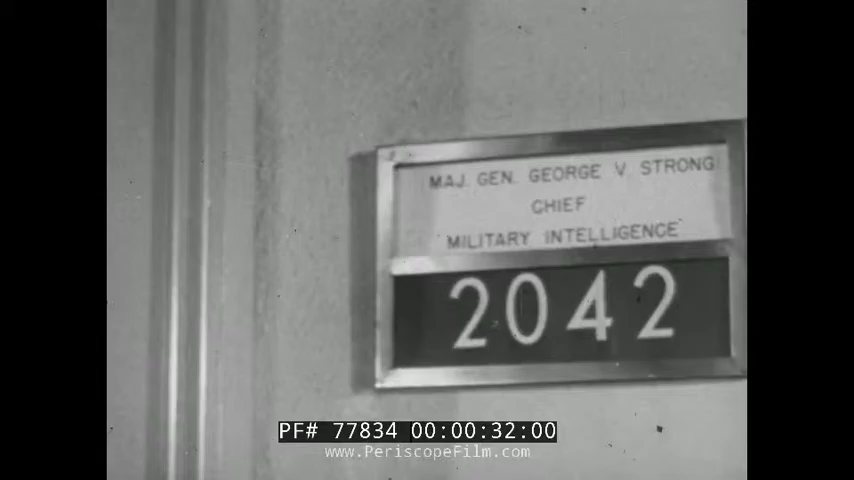 MAJ. GEN. GEORGE V. STRONG
CHIEF
MILITARY INTELLIGENCE
2042
PF# 77834 00:00:32:00
www.PeriscopeFilm.com